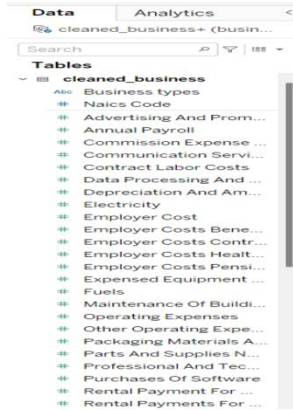 Data Analytics <
cleaned_business+ (busin...
Search
Tables
cleaned_business
Abc Business types
# Naics Code
# Advertising And Prom...
# Annual Payroll
# Commission Expense ...
# Communication Servi...
# Contract Labor Costs
# Data Processing And ...
# Depreciation And Am...
# Electricity
# Employer Cost
# Employer Costs Bene...
# Employer Costs Contr...
# Employer Costs Healt...
# Employer Costs Pensi...
# Expensed Equipment ...
# Fuels
# Maintenance Of Buildi...
# Operating Expenses
# Other Operating Expe...
# Packaging Materials A...
# Parts And Supplies N...
# Professional And Tec...
# Purchases Of Software
# Rental Payment For ...
# Rental Payments For ...